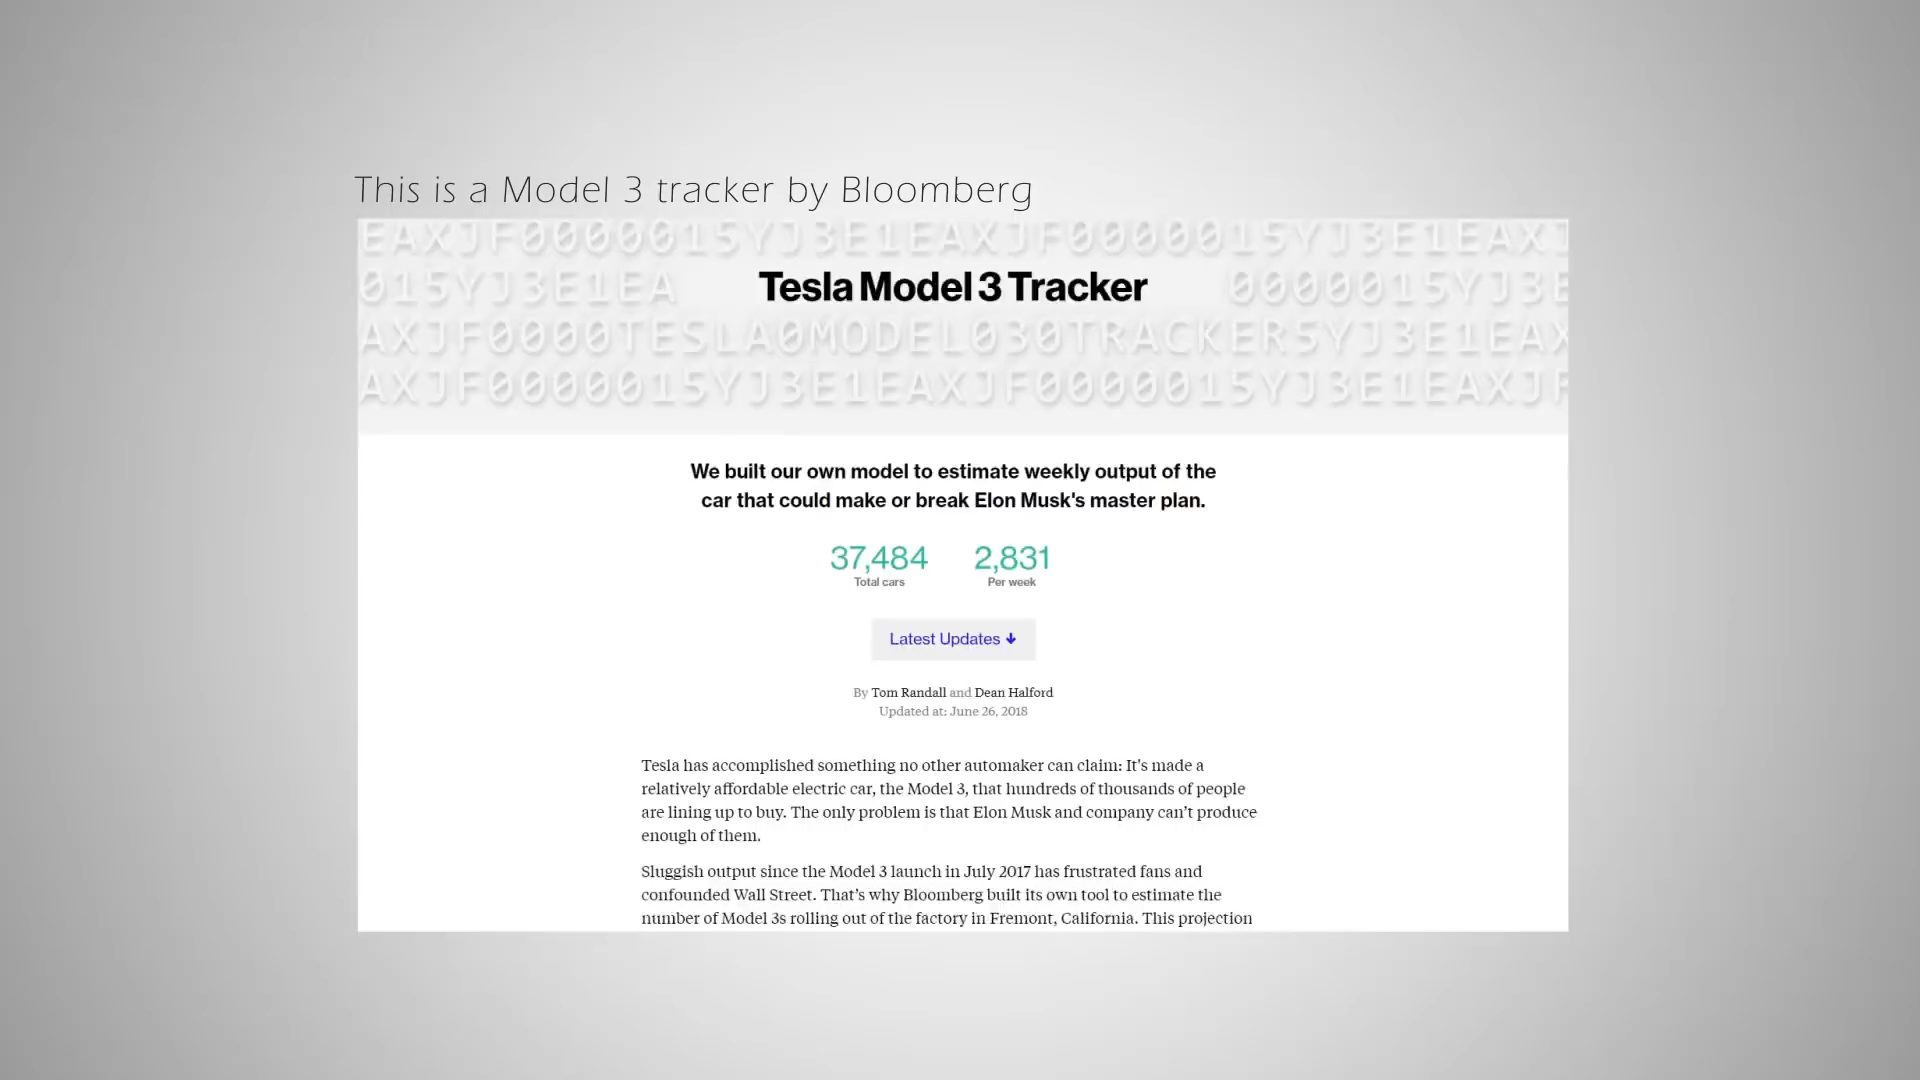 This is a Model 3 tracker by Bloomberg
EAXJF0000015YJ3E1EAXJF0000015YJ3E1EAXJ
015YJ3E1EA Tesla Model 3 Tracker 0000015YJ3E
AXJF0000TESLA0MODEL030TRACKER5YJ3E1EAX
AXJF0000015YJ3E1EAXJF0000015YJ3E1EAXJF
We built our own model to estimate weekly output of the
car that could make or break Elon Musk's master plan.
37,484 2,831
Total cars Per week
Latest Updates ↓
By Tom Randall and Dean Halford
Updated at: June 26, 2018
Tesla has accomplished something no other automaker can claim: It's made a
relatively affordable electric car, the Model 3, that hundreds of thousands of people
are lining up to buy. The only problem is that Elon Musk and company can't produce
enough of them.
Sluggish output since the Model 3 launch in July 2017 has frustrated fans and
confounded Wall Street. That's why Bloomberg built its own tool to estimate the
number of Model 3s rolling out of the factory in Fremont, California. This projection